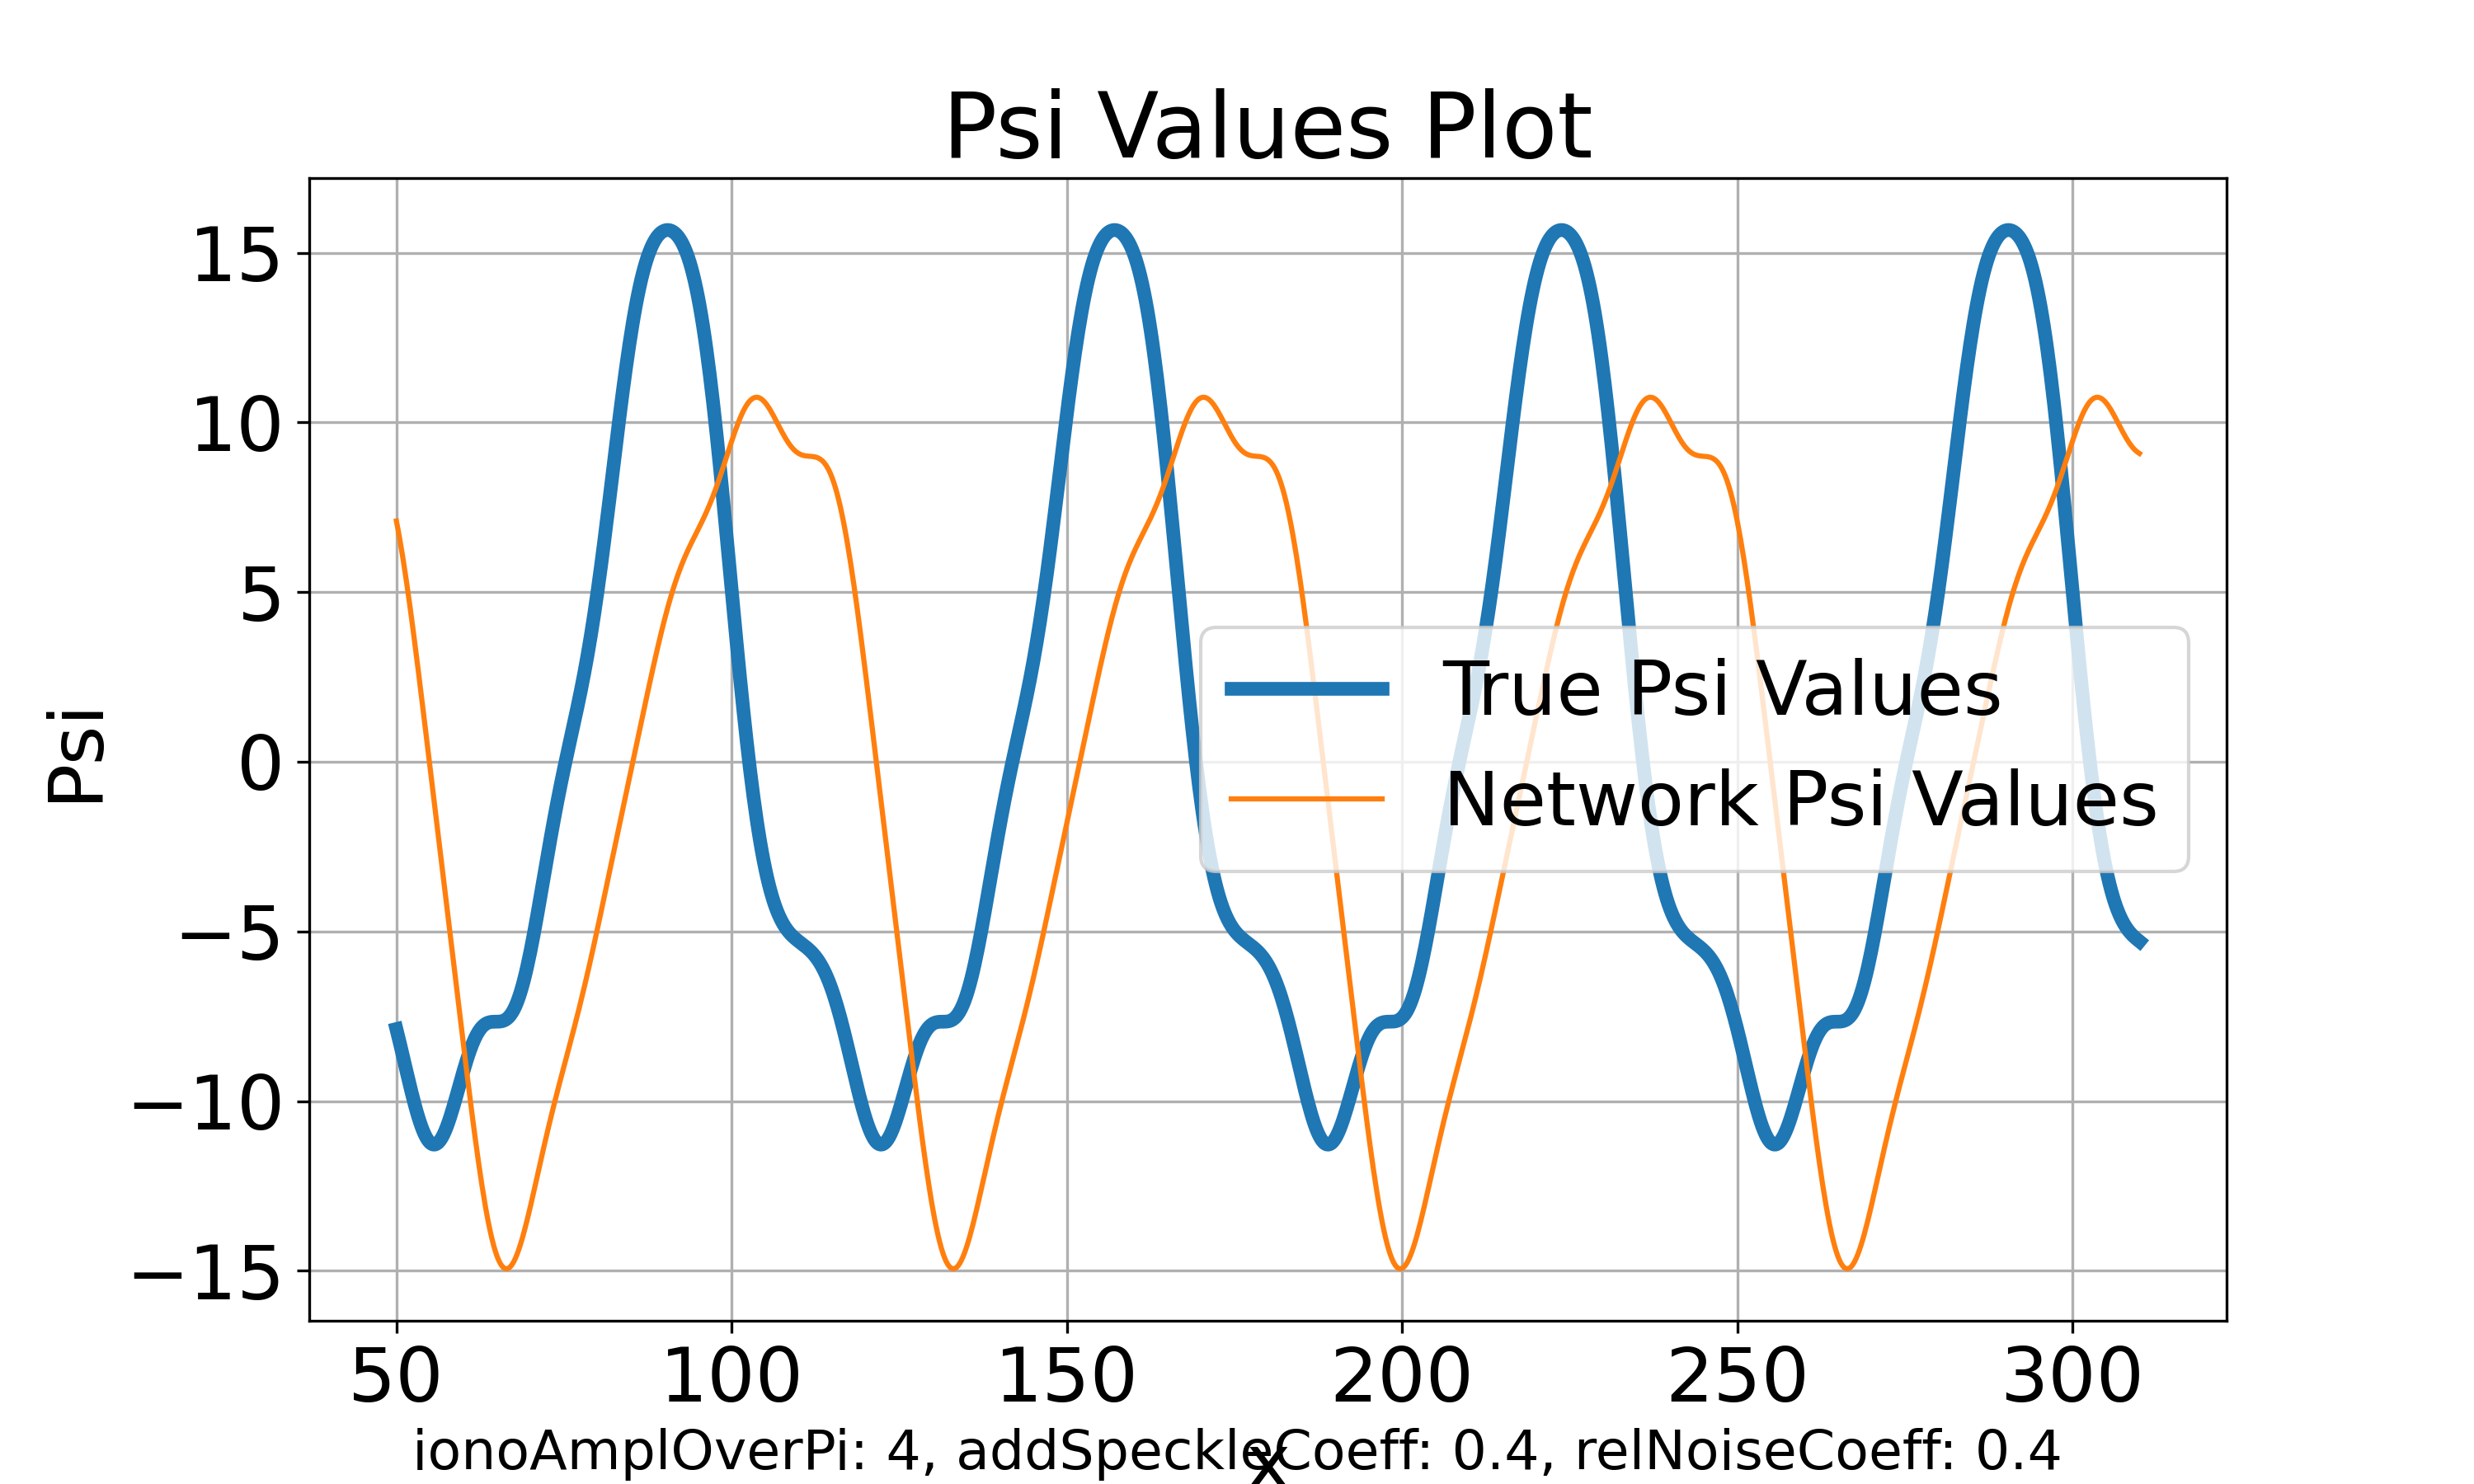 Psi Values Plot
15
10
5
0
−5
−10
−15
Psi
True Psi Values
Network Psi Values
50 100 150 200 250 300
x
ionoAmplOverPi: 4, addSpeckleCoeff: 0.4, relNoiseCoeff: 0.4